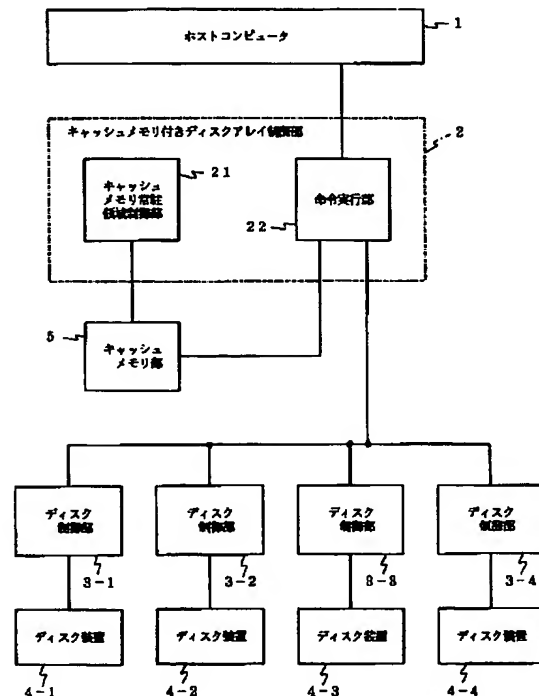 ホストコンピュータ
1
キャッシュメモリ付きディスクアレイ制御部
2
キャッシュ
メモリ常駐
領域制御部
21
命令実行部
22
5
キャッシュ
メモリ部
ディスク
制御部
ディスク
制御部
ディスク
制御部
ディスク
制御部
3-1
3-2
3-3
3-4
ディスク装置
ディスク装置
ディスク装置
ディスク装置
4-1
4-2
4-3
4-4